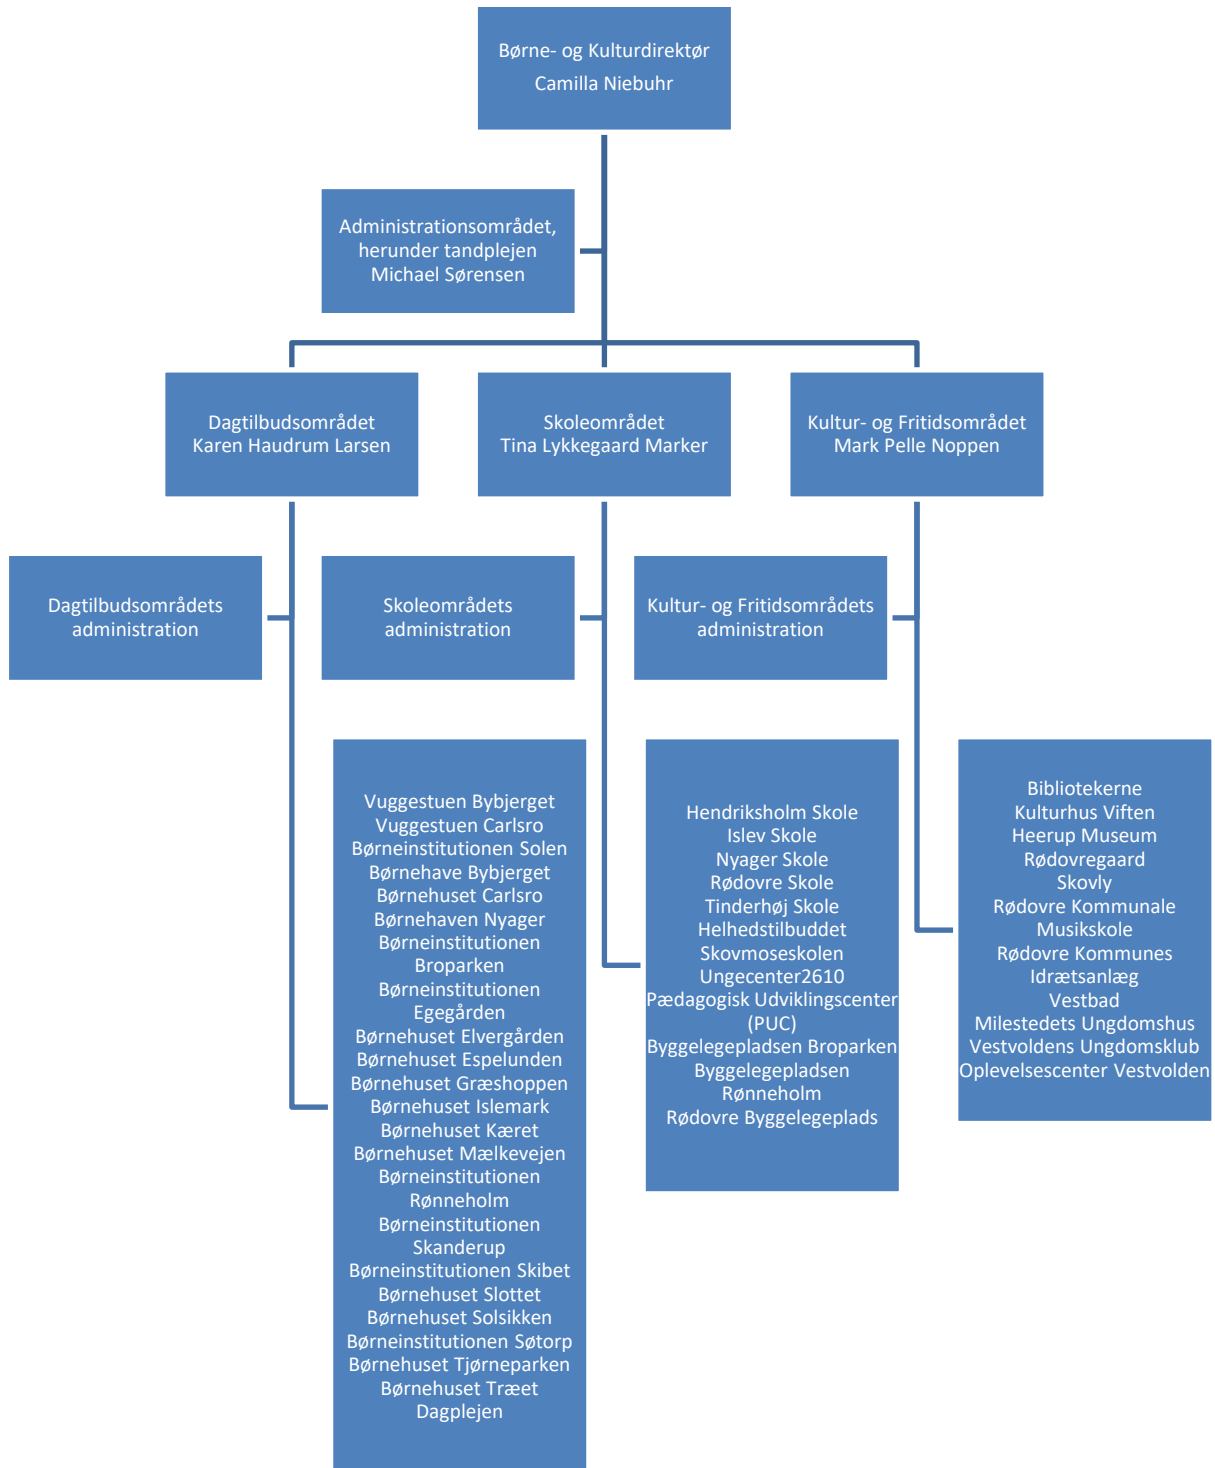 Børne- og Kulturdirektør
Camilla Niebuhr
Administrationsområdet,
herunder tandplejen
Michael Sørensen
Dagtilbudsområdet
Karen Haudrum Larsen
Skoleområdet
Tina Lykkegaard Marker
Kultur- og Fritidsområdet
Mark Pelle Noppen
Dagtilbudsområdets
administration
Skoleområdets
administration
Kultur- og Fritidsområdets
administration
Vuggestuen Bybjerget
Vuggestuen Carlsro
Børneinstitutionen Solen
Børnehave Bybjerget
Børnehuset Carlsro
Børnehaven Nyager
Børneinstitutionen
Broparken
Børneinstitutionen
Egegården
Børnehuset Elvergården
Børnehuset Espelunden
Børnehuset Græshoppen
Børnehuset Islemark
Børnehuset Kæret
Børnehuset Mælkevejen
Børneinstitutionen
Rønneholm
Børneinstitutionen
Skanderup
Børneinstitutionen Skibet
Børnehuset Slottet
Børnehuset Solsikken
Børneinstitutionen Søtorp
Børnehuset Tjørneparken
Børnehuset Træet
Dagplejen
Hendriksholm Skole
Islev Skole
Nyager Skole
Rødovre Skole
Tinderhøj Skole
Helhedstilbuddet
Skovmoseskolen
Ungecenter2610
Pædagogisk Udviklingscenter
(PUC)
Byggelegepladsen Broparken
Byggelegepladsen
Rønneholm
Rødovre Byggelegeplads
Bibliotekerne
Kulturhus Viften
Heerup Museum
Rødovregaard
Skovly
Rødovre Kommunale
Musikskole
Rødovre Kommunes
Idrætsanlæg
Vestbad
Milestedets Ungdomshus
Vestvoldens Ungdomsklub
Oplevelsescenter Vestvolden